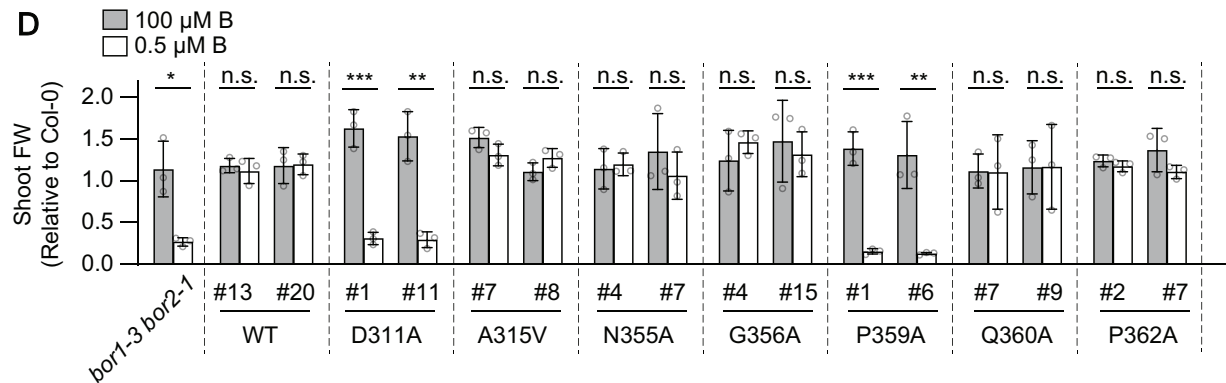 D
100 µM B
0.5 µM B
* n.s. n.s. *** ** n.s. n.s. n.s. n.s. n.s. n.s. *** ** n.s. n.s. n.s. n.s.
Shoot FW
(Relative to Col-0)
2.0
1.5
1.0
0.5
0.0
bor1-3 bor2-1
#13 #20 #1 #11 #7 #8 #4 #7 #4 #15 #1 #6 #7 #9 #2 #7
WT D311A A315V N355A G356A P359A Q360A P362A